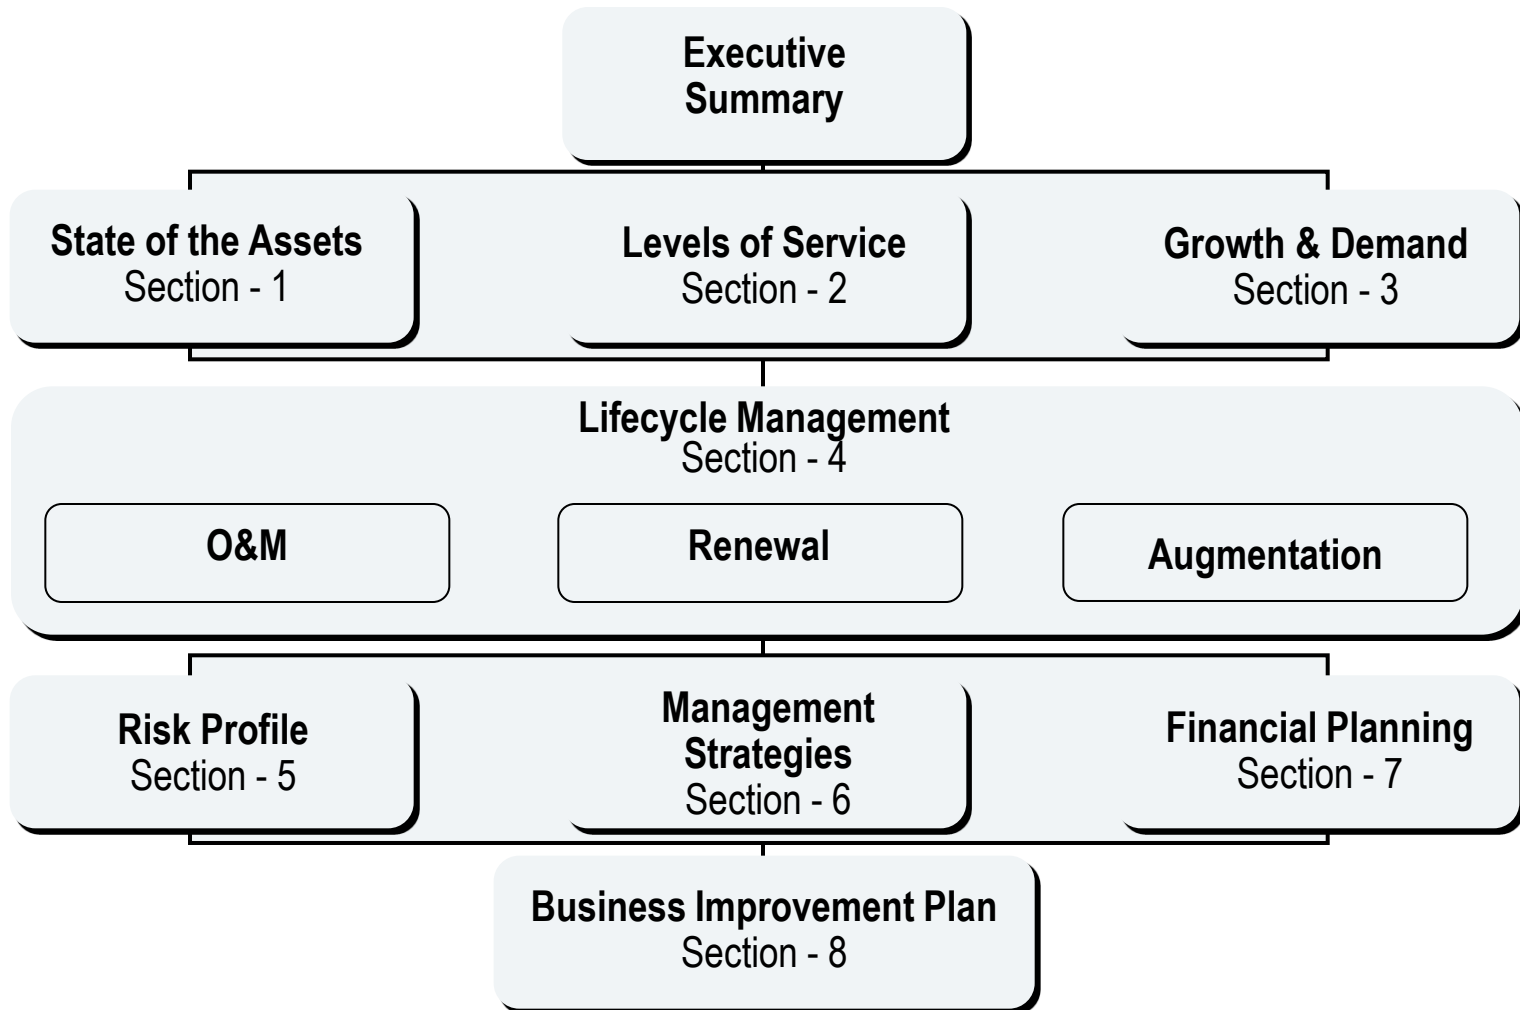 Executive
Summary
State of the Assets
Section - 1
Levels of Service
Section - 2
Growth & Demand
Section - 3
Lifecycle Management
Section - 4
O&M
Renewal
Augmentation
Risk Profile
Section - 5
Management
Strategies
Section - 6
Financial Planning
Section - 7
Business Improvement Plan
Section - 8